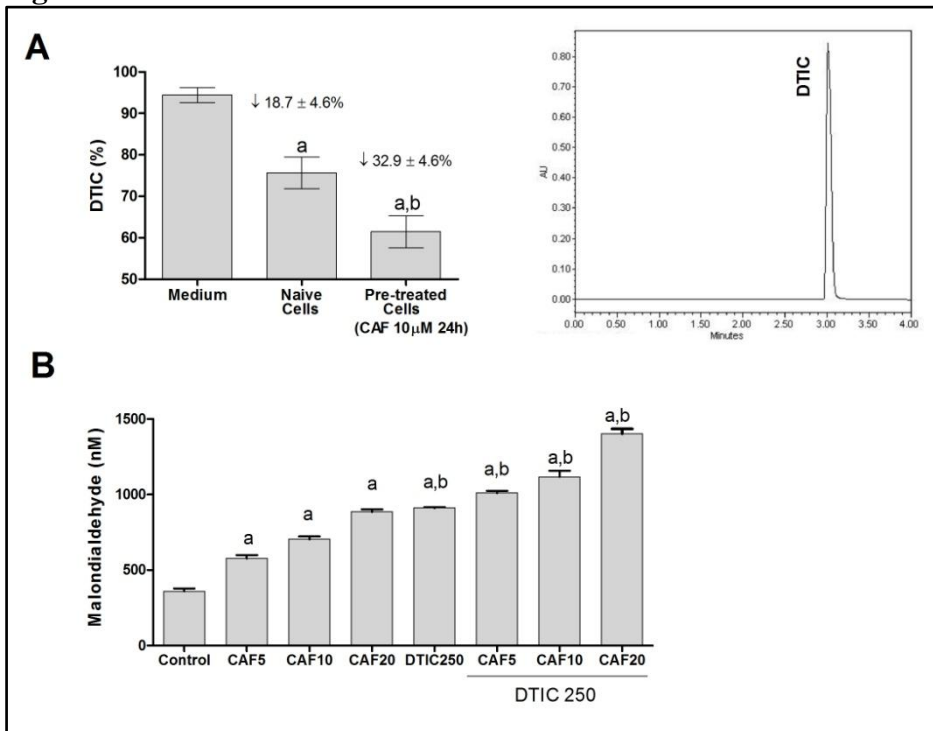 A
100
90
80
70
60
50
DTIC (%)
↓ 18.7 ± 4.6%
a
↓ 32.9 ± 4.6%
a,b
Medium
Naive
Cells
Pre-treated
Cells
(CAF 10μM 24h)
DTIC
0.80
0.70
0.60
0.50
0.40
0.30
0.20
0.10
0.00
AU
0.00 0.50 1.00 1.50 2.00 2.50 3.00 3.50 4.00
Minutes
B
1500
1000
500
0
Malondialdehyde (nM)
a
a
a
a,b
a,b
a,b
a,b
Control CAF5 CAF10 CAF20 DTIC250 CAF5 CAF10 CAF20
DTIC 250